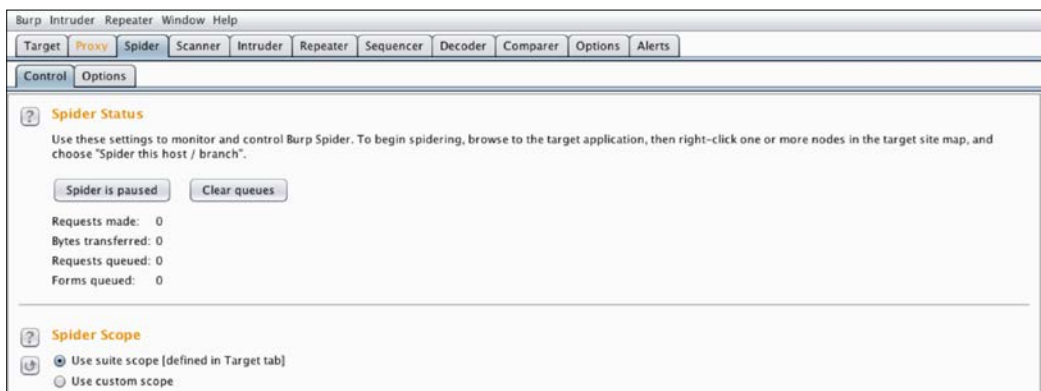 Burp Intruder Repeater Window Help
Target Proxy Spider Scanner Intruder Repeater Sequencer Decoder Comparer Options Alerts
Control Options
? Spider Status
Use these settings to monitor and control Burp Spider. To begin spidering, browse to the target application, then right-click one or more nodes in the target site map, and
choose "Spider this host / branch".
Spider is paused Clear queues
Requests made: 0
Bytes transferred: 0
Requests queued: 0
Forms queued: 0
? Spider Scope
Use suite scope [defined in Target tab]
Use custom scope